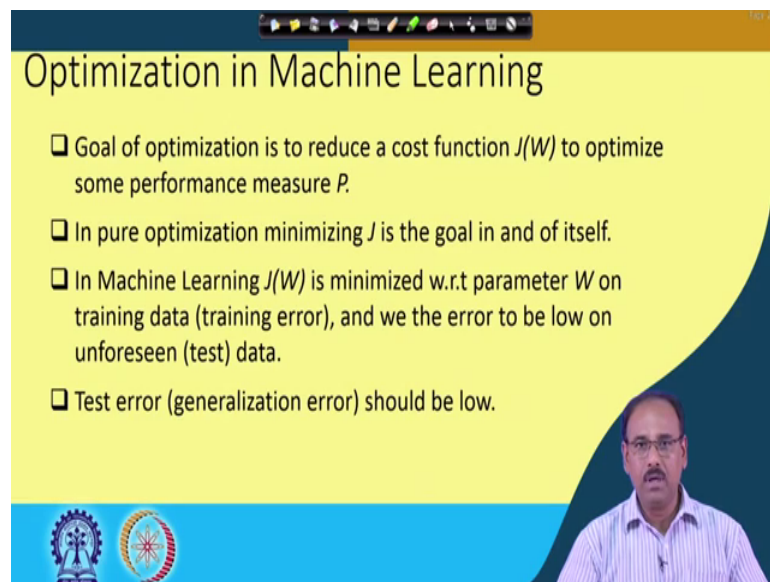 Optimization in Machine Learning
❑ Goal of optimization is to reduce a cost function J(W) to optimize
some performance measure P.
❑ In pure optimization minimizing J is the goal in and of itself.
❑ In Machine Learning J(W) is minimized w.r.t parameter W on
training data (training error), and we the error to be low on
unforeseen (test) data.
❑ Test error (generalization error) should be low.